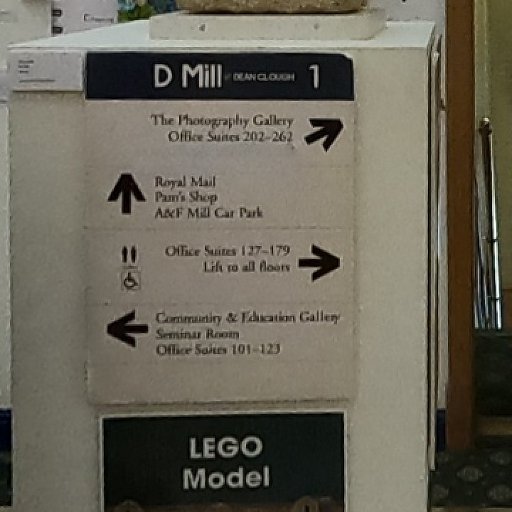 D Mill at DEAN CLOUGH 1
The Photography Gallery
Office Suites 202-262
Royal Mail
Pam's Shop
A&F Mill Car Park
Office Suites 127-179
Lift to all floors
Community & Education Gallery
Seminar Room
Office Suites 101-123
LEGO
Model